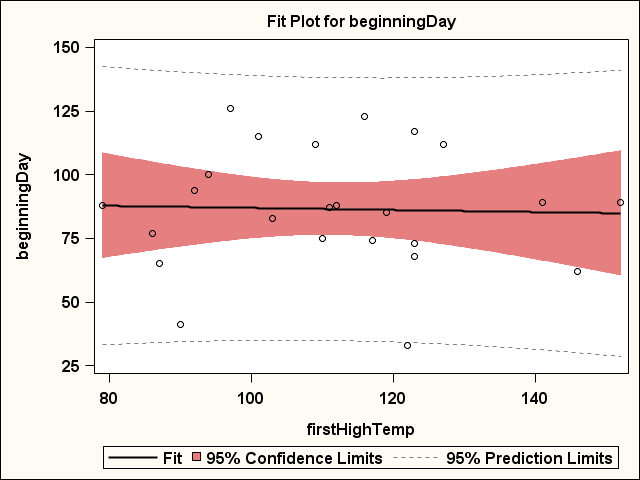 Fit Plot for beginningDay
150
125
100
75
50
25
beginningDay
80 100 120 140
firstHighTemp
Fit 95% Confidence Limits 95% Prediction Limits